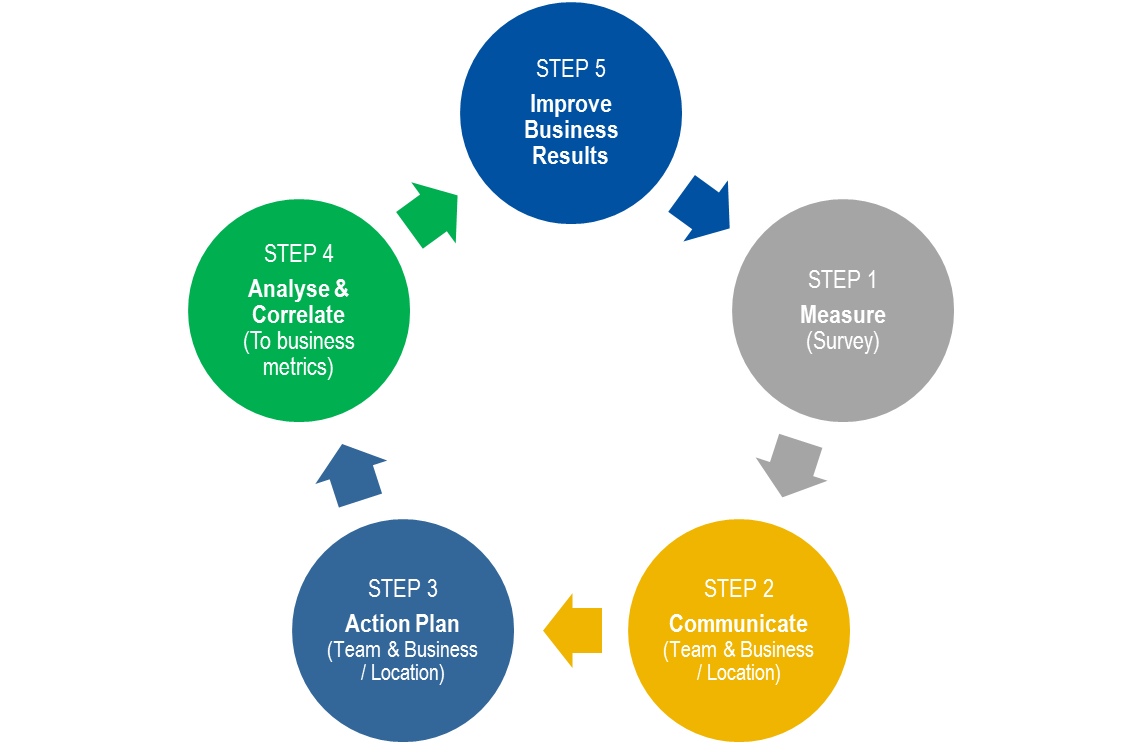 STEP 5
Improve
Business
Results
STEP 1
Measure
(Survey)
STEP 2
Communicate
(Team & Business
/ Location)
STEP 3
Action Plan
(Team & Business
/ Location)
STEP 4
Analyse &
Correlate
(To business
metrics)